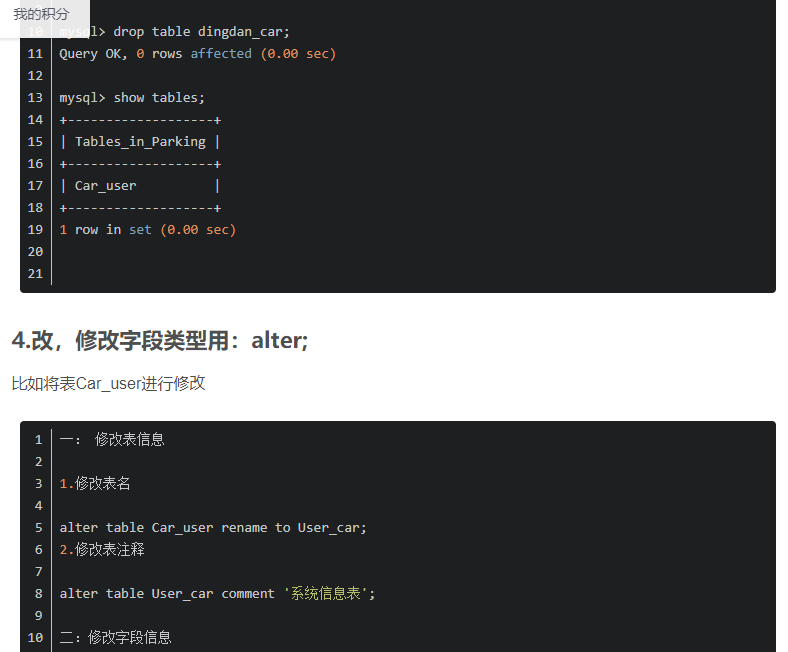 我的积分
10 mysql> drop table dingdan_car;
11 Query OK, 0 rows affected (0.00 sec)
12
13 mysql> show tables;
14 +-------------------+
15 | Tables_in_Parking |
16 +-------------------+
17 | Car_user          |
18 +-------------------+
19 1 row in set (0.00 sec)
20
21
4.改，修改字段类型用：alter;
比如将表Car_user进行修改
1 一： 修改表信息
2
3 1.修改表名
4
5 alter table Car_user rename to User_car;
6 2.修改表注释
7
8 alter table User_car comment '系统信息表';
9
10 二：修改字段信息